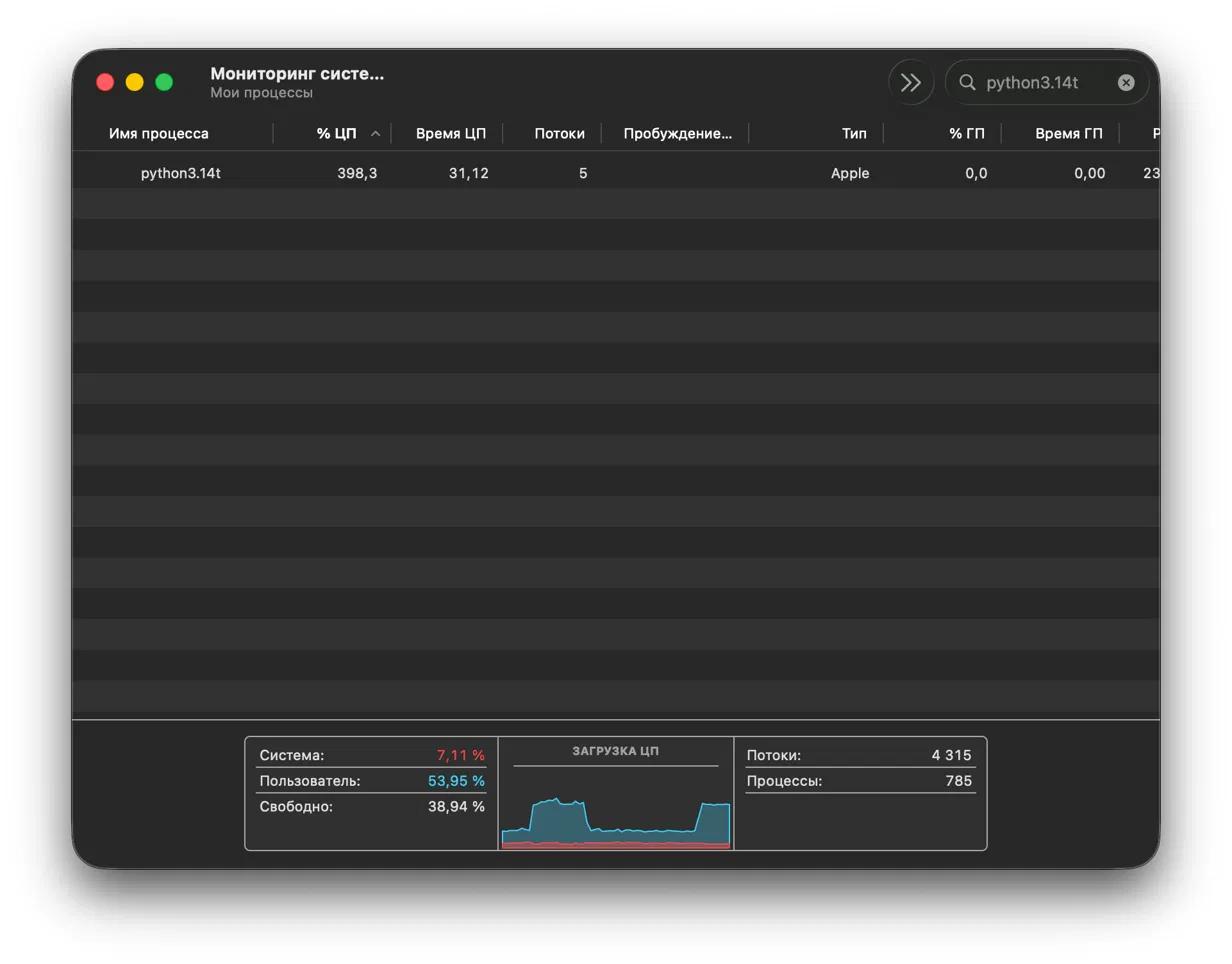 Мониторинг систе...
Мои процессы
python3.14t
Имя процесса % ЦП Время ЦП Потоки Пробуждение... Тип % ГП Время ГП P
python3.14t 398,3 31,12 5 Apple 0,0 0,00 23
Система: 7,11 %
Пользователь: 53,95 %
Свободно: 38,94 %
ЗАГРУЗКА ЦП
Потоки: 4 315
Процессы: 785